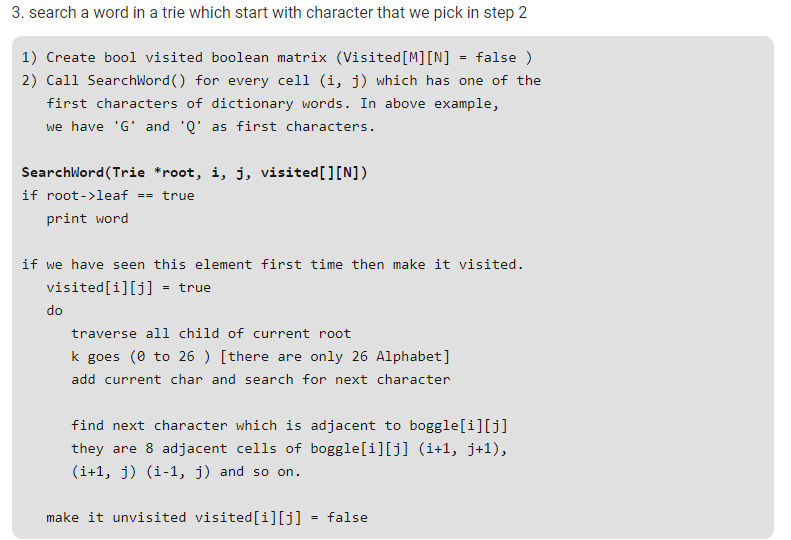 3. search a word in a trie which start with character that we pick in step 2
1) Create bool visited boolean matrix (Visited[M][N] = false )
2) Call SearchWord() for every cell (i, j) which has one of the
first characters of dictionary words. In above example,
we have 'G' and 'Q' as first characters.
SearchWord(Trie *root, i, j, visited[][N])
if root->leaf == true
print word
if we have seen this element first time then make it visited.
visited[i][j] = true
do
traverse all child of current root
k goes (0 to 26 ) [there are only 26 Alphabet]
add current char and search for next character
find next character which is adjacent to boggle[i][j]
they are 8 adjacent cells of boggle[i][j] (i+1, j+1),
(i+1, j) (i-1, j) and so on.
make it unvisited visited[i][j] = false